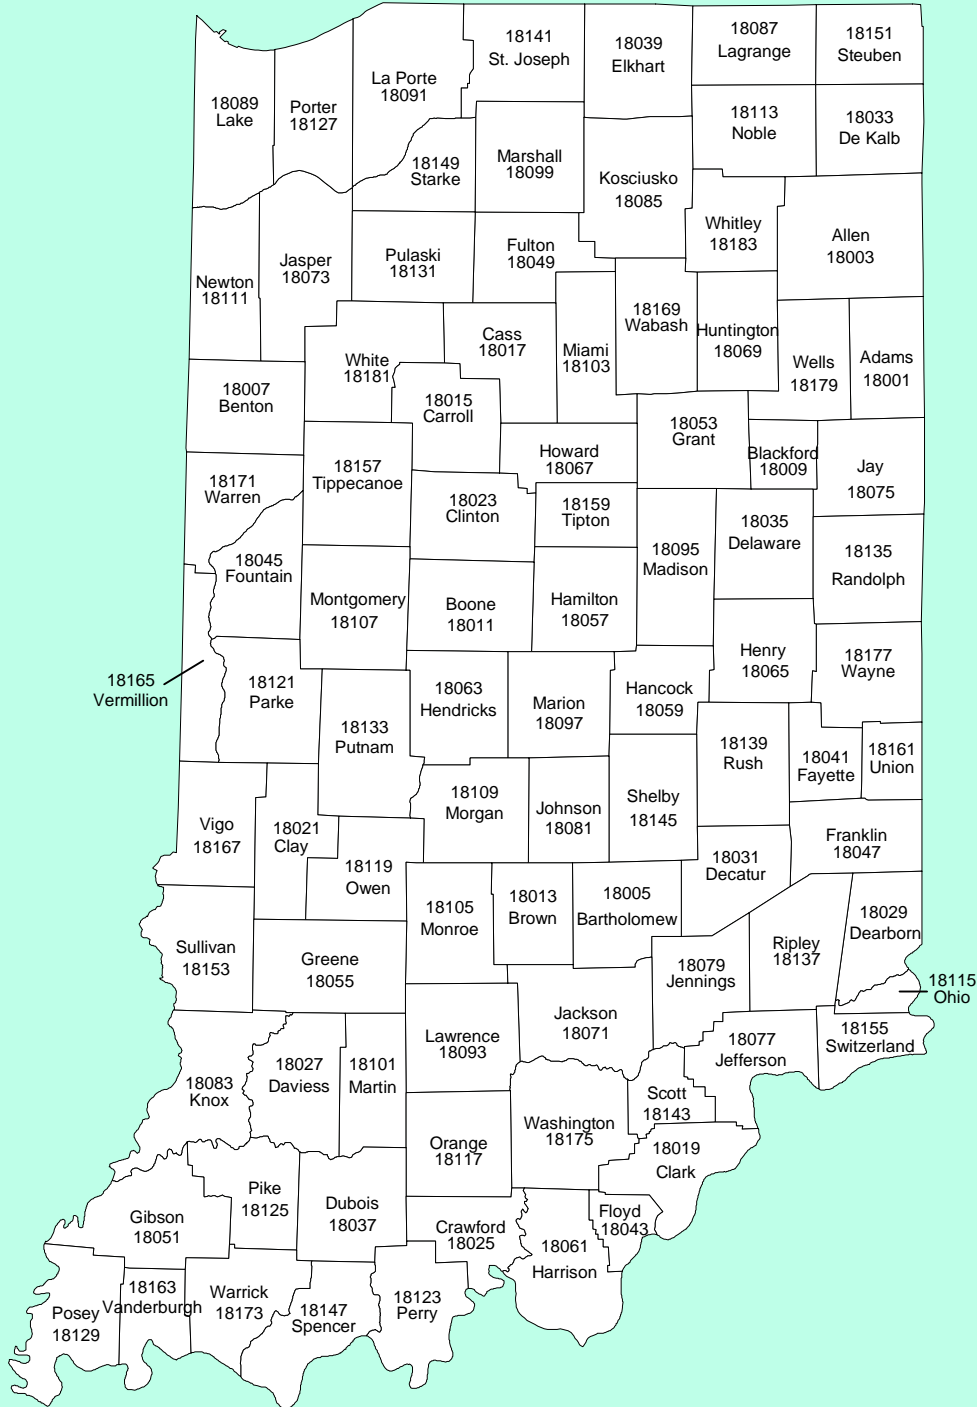 18141
St. Joseph
18039
Elkhart
18087
Lagrange
18151
Steuben
La Porte
18091
18089
Lake
Porter
18127
18113
Noble
18033
De Kalb
18149
Starke
Marshall
18099
Kosciusko
18085
Whitley
18183
Allen
18003
Newton
18111
Jasper
18073
Pulaski
18131
Fulton
18049
18169
Wabash
Huntington
18069
White
18181
Cass
18017
Miami
18103
Wells
18179
Adams
18001
18007
Benton
18015
Carroll
18053
Grant
Howard
18067
Blackford
18009
Jay
18075
18171
Warren
18157
Tippecanoe
18023
Clinton
18159
Tipton
18035
Delaware
18045
Fountain
18095
Madison
18135
Randolph
Montgomery
18107
Boone
18011
Hamilton
18057
Henry
18065
18177
Wayne
18165
Vermillion
18121
Parke
18063
Hendricks
Marion
18097
Hancock
18059
18133
Putnam
18139
Rush
18041
Fayette
18161
Union
18109
Morgan
Johnson
18081
Shelby
18145
Vigo
18167
18021
Clay
Franklin
18047
18119
Owen
18031
Decatur
18105
Monroe
18013
Brown
18005
Bartholomew
18029
Dearborn
Sullivan
18153
Greene
18055
18079
Jennings
Ripley
18137
18115
Ohio
Jackson
18071
Lawrence
18093
18077
Jefferson
18155
Switzerland
18083
Knox
18027
Daviess
18101
Martin
Scott
18143
Washington
18175
Orange
18117
18019
Clark
Pike
18125
Dubois
18037
Gibson
18051
Crawford
18025
Floyd
18043
18061
Harrison
Posey
18129
18163
Vanderburgh
Warrick
18173
18147
Spencer
18123
Perry